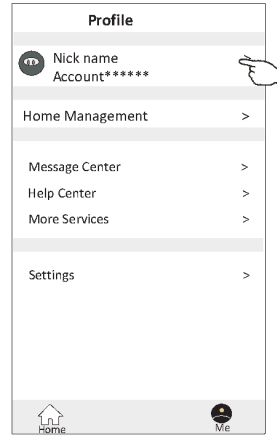 Profile
Nick name
Account******
Home Management >
Message Center >
Help Center >
More Services >
Settings >
Home Me